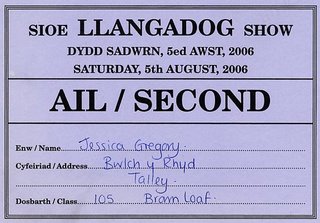 SIOE LLANGADOG SHOW
DYDD SADWRN, 5ed AWST, 2006
SATURDAY, 5th AUGUST, 2006
AIL / SECOND
Enw / Name Jessica Gregory.
Cyfeiriad / Address Bwlch y Rhyd
Talley.
Dosbarth / Class 105 Brown Loaf.